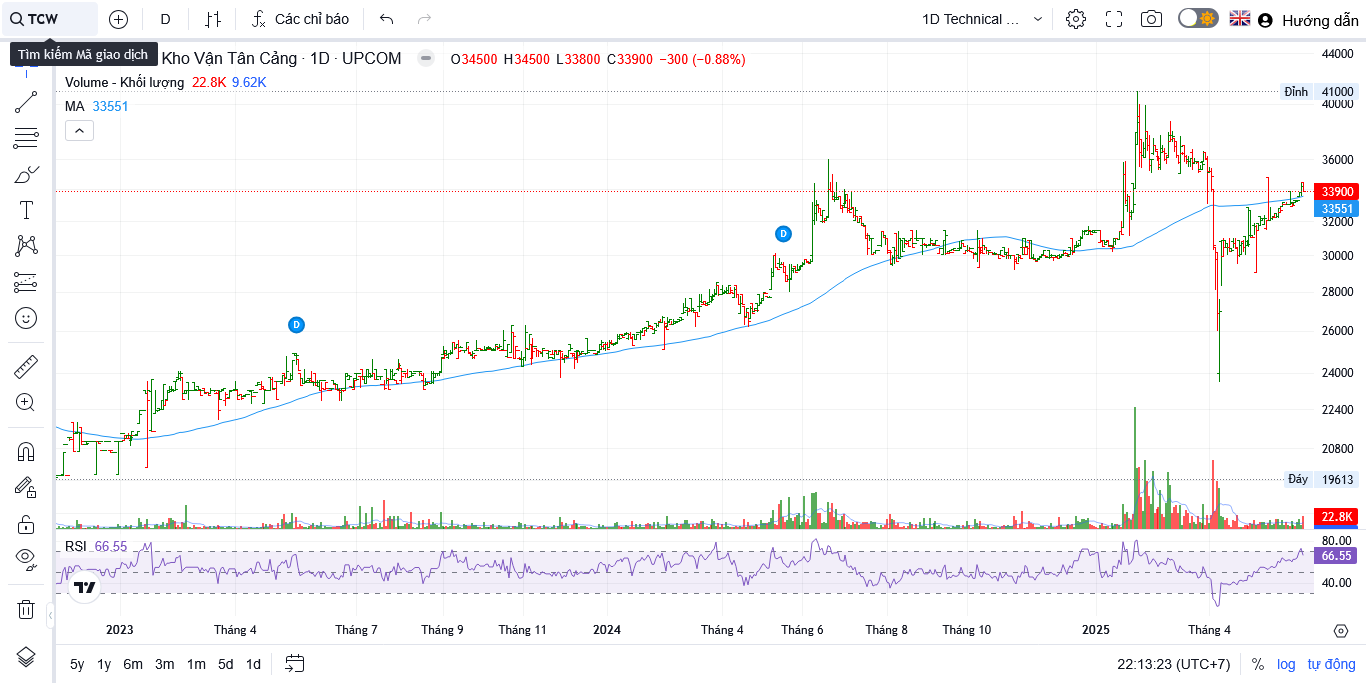 TCW
D
Các chỉ báo
1D Technical ...
Hướng dẫn
Tìm kiếm Mã giao dịch
Kho Vận Tân Cảng · 1D · UPCOM
O34500 H34500 L33800 C33900 −300 (−0.88%)
Volume - Khối lượng 22.8K 9.62K
MA 33551
44000
Đỉnh 41000
40000
36000
33900
33551
32000
30000
28000
26000
24000
22400
20800
Đáy 19613
22.8K
D
D
RSI 66.55
80.00
66.55
40.00
2023
Tháng 4
Tháng 7
Tháng 9
Tháng 11
2024
Tháng 4
Tháng 6
Tháng 8
Tháng 10
2025
Tháng 4
5y 1y 6m 3m 1m 5d 1d
22:13:23 (UTC+7)
%
log
tự động